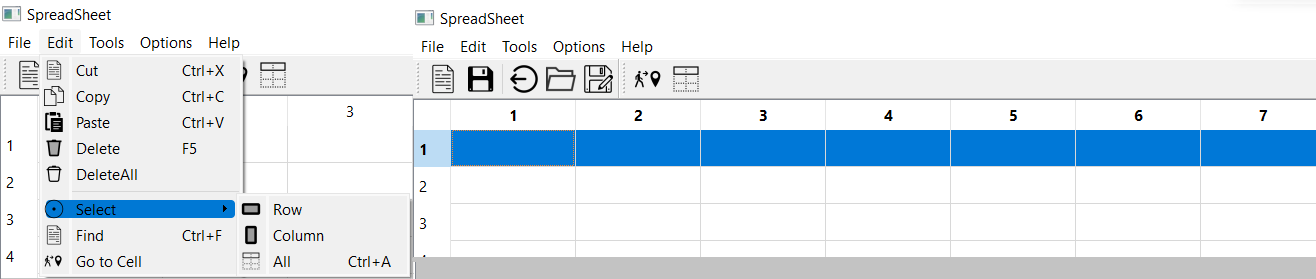 SpreadSheet
File Edit Tools Options Help
Cut Ctrl+X
Copy Ctrl+C
Paste Ctrl+V
Delete F5
DeleteAll
Select
Find Ctrl+F
Go to Cell
Row
Column
All Ctrl+A
3
1
2
3
4
SpreadSheet
File Edit Tools Options Help
1 2 3 4 5 6 7
1
2
3